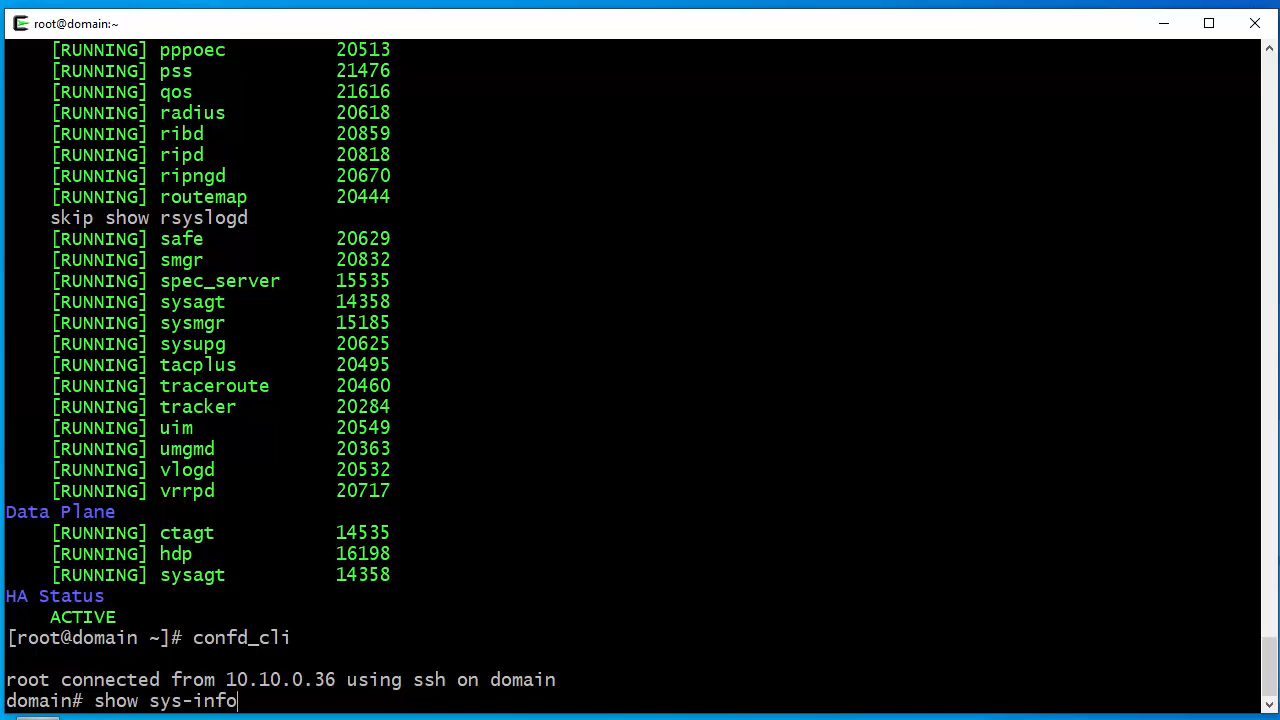 root@domain:~
[RUNNING] pppoec 20513
[RUNNING] pss 21476
[RUNNING] qos 21616
[RUNNING] radius 20618
[RUNNING] ribd 20859
[RUNNING] ripd 20818
[RUNNING] ripngd 20670
[RUNNING] routemap 20444
skip show rsyslogd
[RUNNING] safe 20629
[RUNNING] smgr 20832
[RUNNING] spec_server 15535
[RUNNING] sysagt 14358
[RUNNING] sysmgr 15185
[RUNNING] sysupg 20625
[RUNNING] tacplus 20495
[RUNNING] traceroute 20460
[RUNNING] tracker 20284
[RUNNING] uim 20549
[RUNNING] umgmd 20363
[RUNNING] vlogd 20532
[RUNNING] vrrpd 20717
Data Plane
[RUNNING] ctagt 14535
[RUNNING] hdp 16198
[RUNNING] sysagt 14358
HA Status
ACTIVE
[root@domain ~]# confd_cli
root connected from 10.10.0.36 using ssh on domain
domain# show sys-info